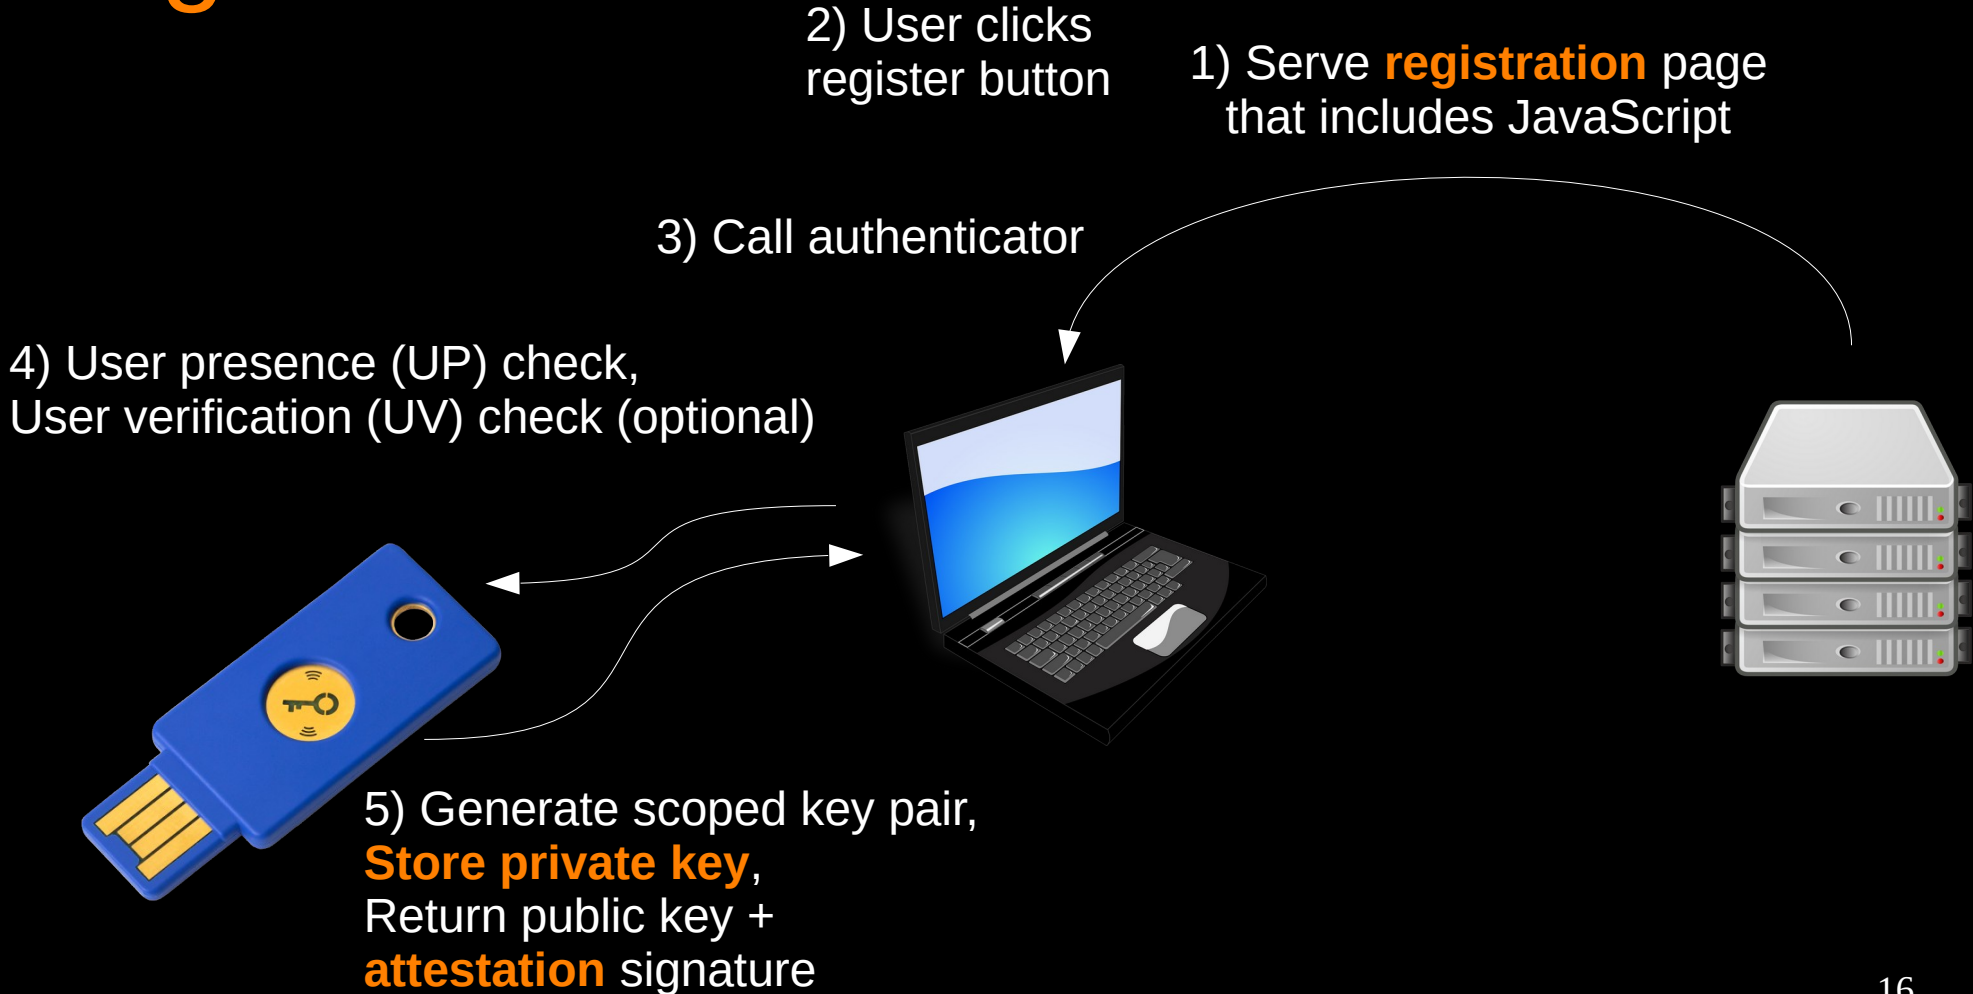 2) User clicks
register button
1) Serve registration page
that includes JavaScript
3) Call authenticator
4) User presence (UP) check,
User verification (UV) check (optional)
5) Generate scoped key pair,
Store private key,
Return public key +
attestation signature
16